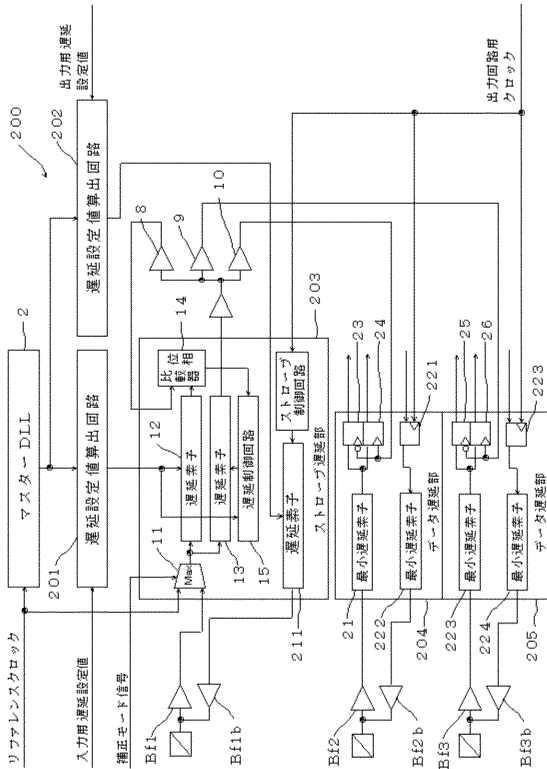 200
2
マスターDLL
202
遅延設定値算出回路
出力用遅延
設定値
リファレンスクロック
201
遅延設定値算出回路
入力用遅延設定値
補正モード信号
11
Max
12
遅延素子
13
遅延素子
14
位相
比較器
15
遅延制御回路
8
9
10
203
ストローブ
制御回路
遅延素子
211
ストローブ遅延部
Bf1
Bf1b
出力回路用
クロック
21
最小遅延素子
23
24
データ遅延部
221
222
最小遅延素子
204
Bf2
Bf2b
223
最小遅延素子
25
26
データ遅延部
223
224
最小遅延素子
205
Bf3
Bf3b